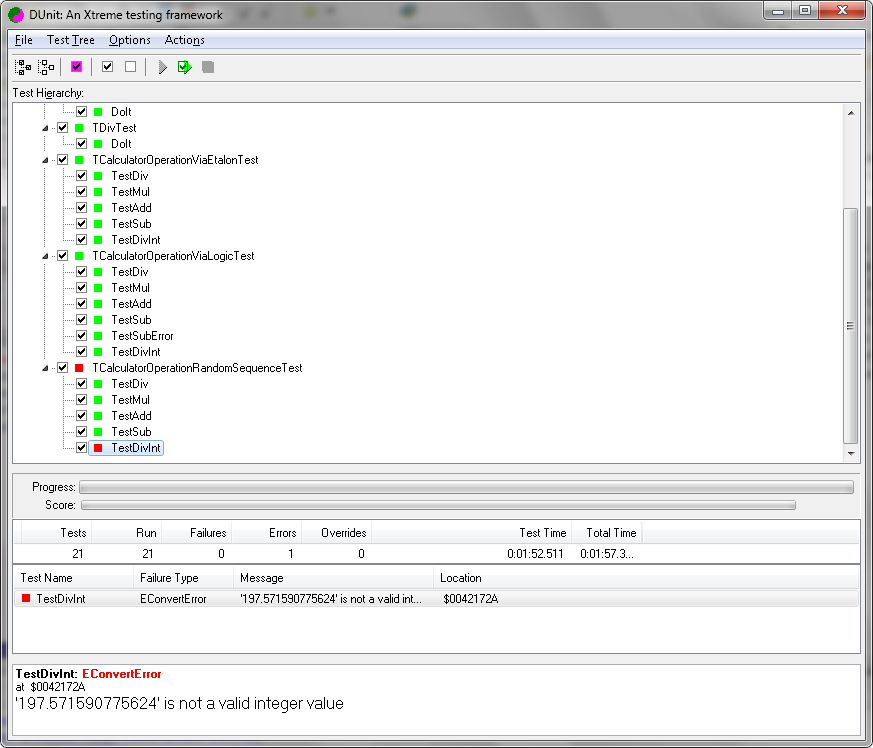 DUnit: An Xtreme testing framework
File Test Tree Options Actions
Test Hierarchy:
DoIt
TDivTest
DoIt
TCalculatorOperationViaEtalonTest
TestDiv
TestMul
TestAdd
TestSub
TestDivInt
TCalculatorOperationViaLogicTest
TestDiv
TestMul
TestAdd
TestSub
TestSubError
TestDivInt
TCalculatorOperationRandomSequenceTest
TestDiv
TestMul
TestAdd
TestSub
TestDivInt
Progress:
Score:
Tests Run Failures Errors Overrides Test Time Total Time
21 21 0 1 0 0:01:52.511 0:01:57.3...
Test Name Failure Type Message Location
TestDivInt EConvertError '197.571590775624' is not a valid int... $0042172A
TestDivInt: EConvertError
at $0042172A
'197.571590775624' is not a valid integer value